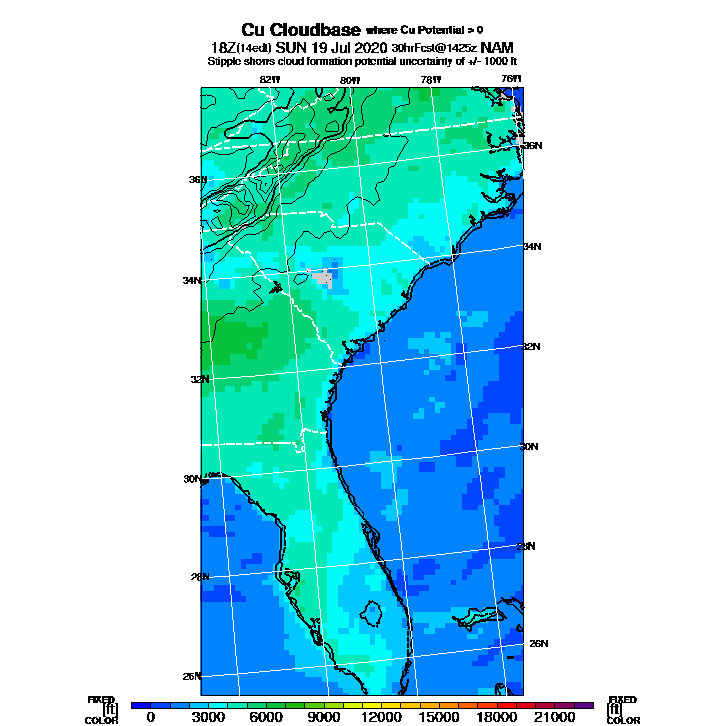 Cu Cloudbase where Cu Potential > 0
18Z(14edt) SUN 19 Jul 2020 30hrFcst@1425z NAM
Stipple shows cloud formation potential uncertainty of +/- 1000 ft
82W 80W 78W 76W
36N
36N
34N
34N
32N
32N
30N
30N
28N
28N
26N
26N
FIXED FIXED
[ft] 0 3000 6000 9000 12000 15000 18000 21000 [ft]
COLOR COLOR